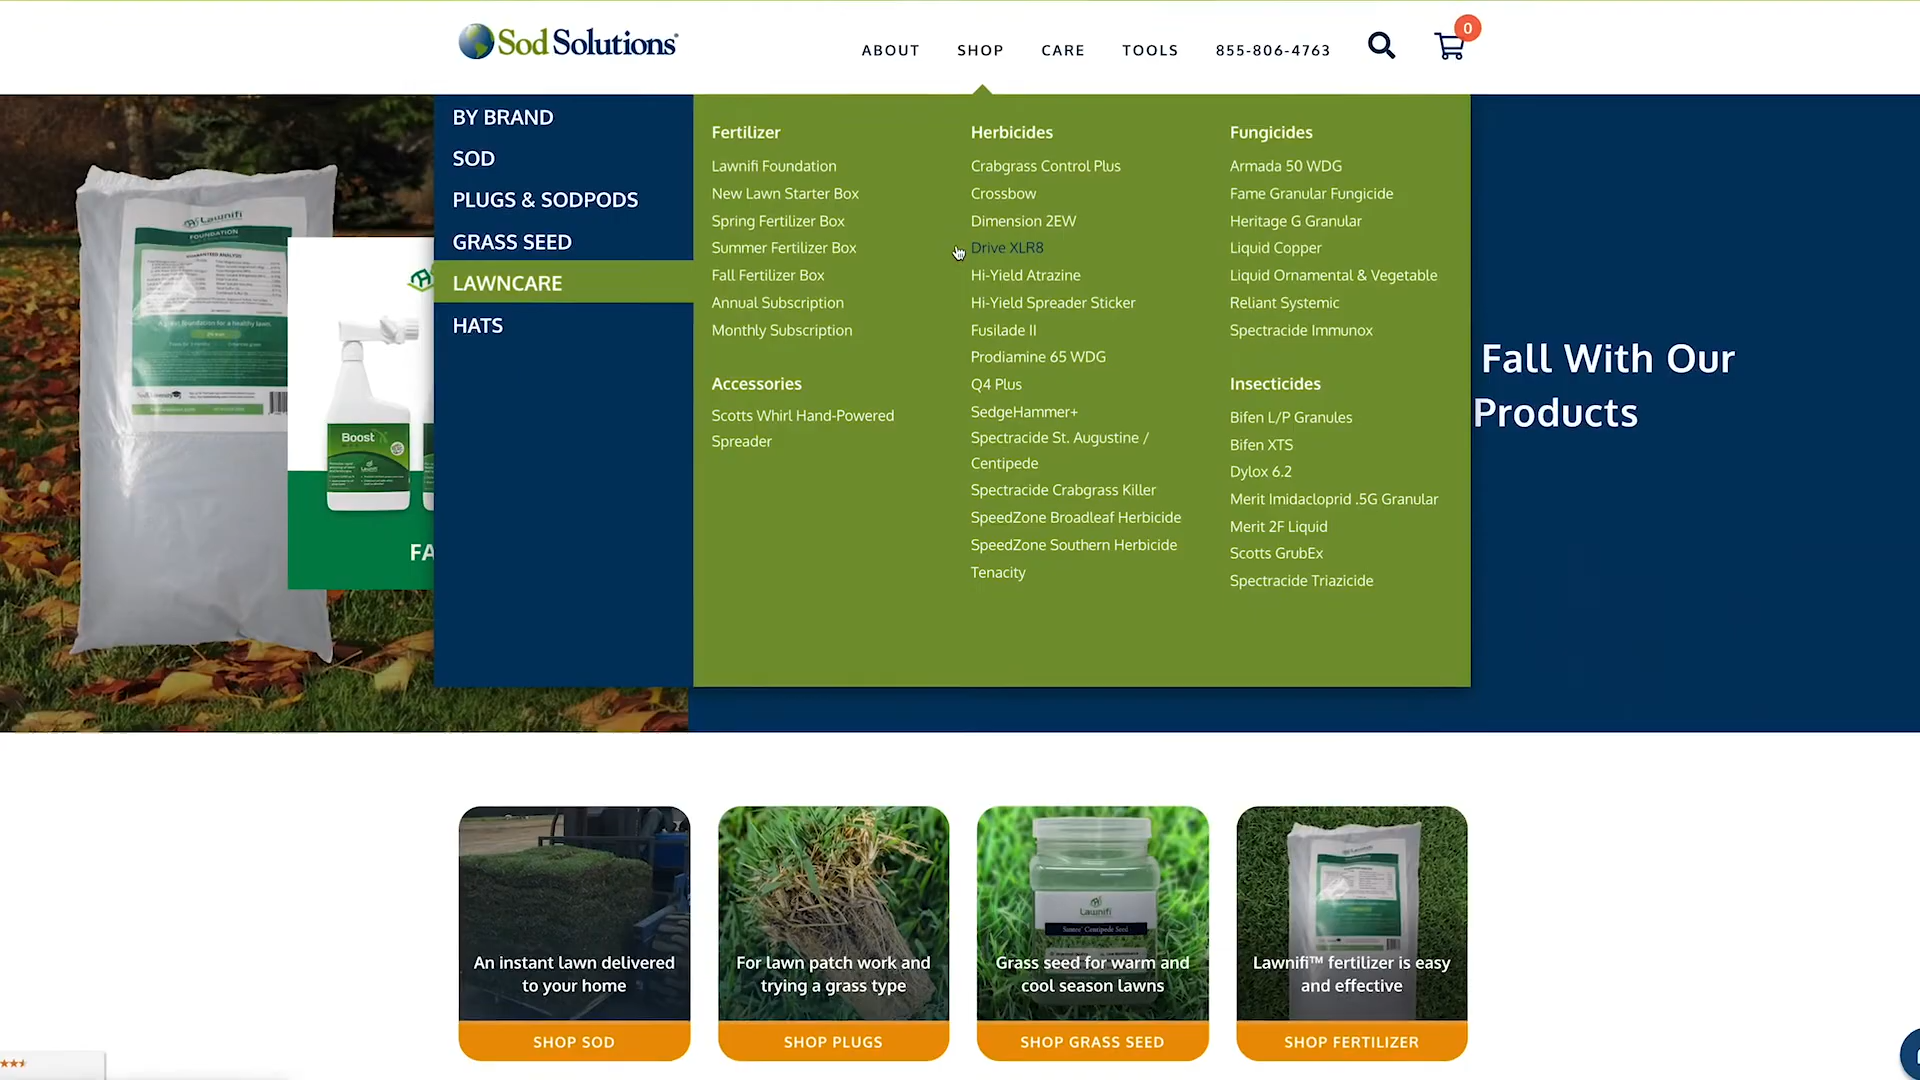 Sod Solutions
ABOUT
SHOP
CARE
TOOLS
855-806-4763
0
BY BRAND
SOD
PLUGS & SODPODS
GRASS SEED
LAWNCARE
HATS
Fertilizer
Lawnifi Foundation
New Lawn Starter Box
Spring Fertilizer Box
Summer Fertilizer Box
Fall Fertilizer Box
Annual Subscription
Monthly Subscription
Accessories
Scotts Whirl Hand-Powered
Spreader
Herbicides
Crabgrass Control Plus
Crossbow
Dimension 2EW
Drive XLR8
Hi-Yield Atrazine
Hi-Yield Spreader Sticker
Fusilade II
Prodiamine 65 WDG
Q4 Plus
SedgeHammer+
Spectracide St. Augustine /
Centipede
Spectracide Crabgrass Killer
SpeedZone Broadleaf Herbicide
SpeedZone Southern Herbicide
Tenacity
Fungicides
Armada 50 WDG
Fame Granular Fungicide
Heritage G Granular
Liquid Copper
Liquid Ornamental & Vegetable
Reliant Systemic
Spectracide Immunox
Insecticides
Bifen L/P Granules
Bifen XTS
Dylox 6.2
Merit Imidacloprid .5G Granular
Merit 2F Liquid
Scotts GrubEx
Spectracide Triazicide
Lawnifi
FOUNDATION
Boost
Lawnifi
FA
Fall With Our
Products
An instant lawn delivered
to your home
SHOP SOD
For lawn patch work and
trying a grass type
SHOP PLUGS
Lawnifi
Santee Centipede Seed
Grass seed for warm and
cool season lawns
SHOP GRASS SEED
Lawnifi™ fertilizer is easy
and effective
SHOP FERTILIZER